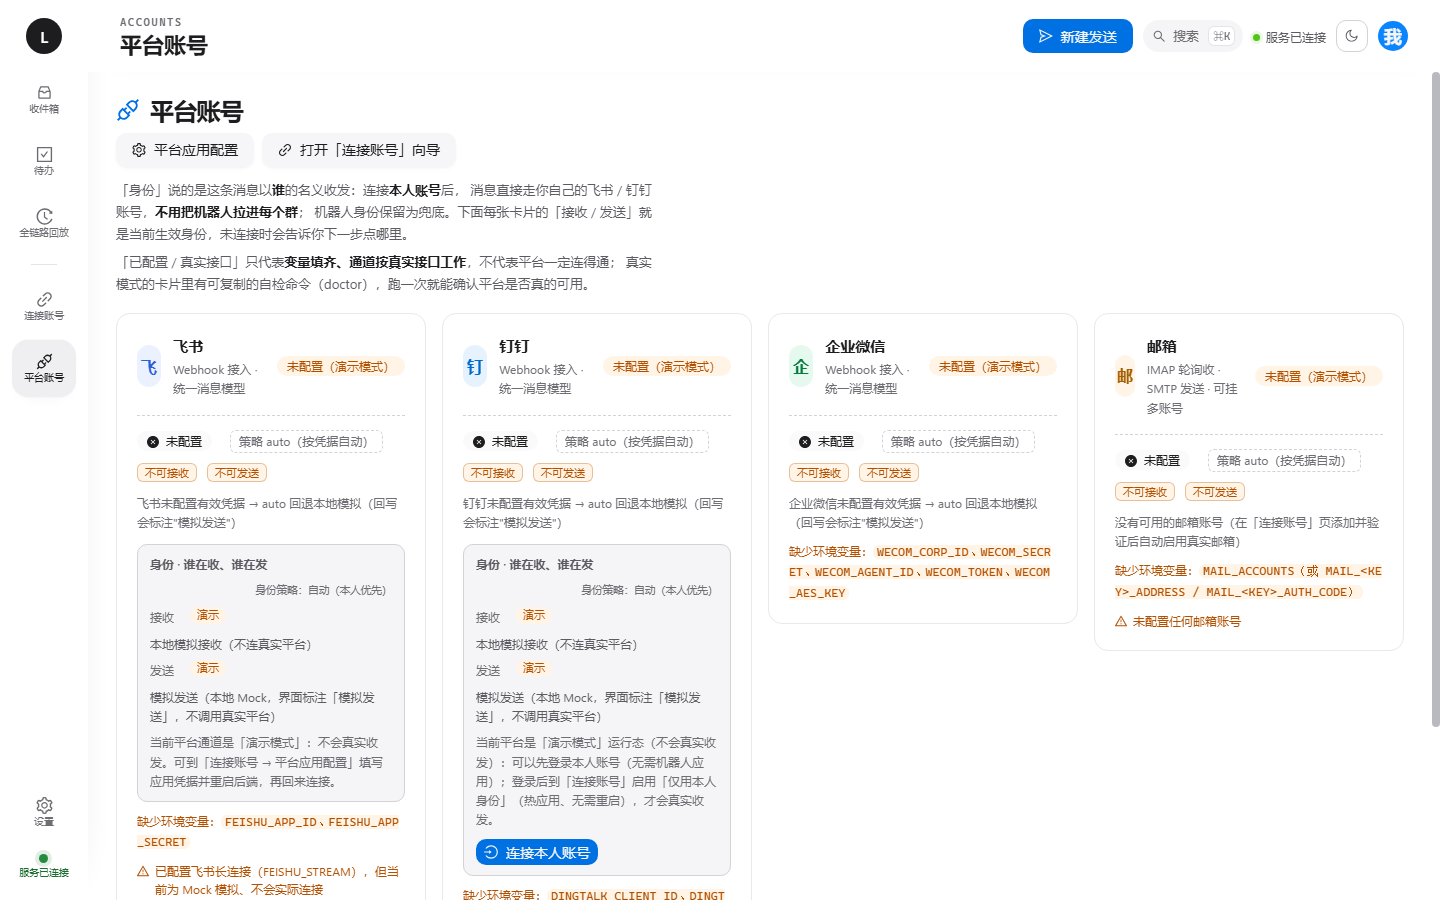 L
ACCOUNTS
平台账号
新建发送
搜索
⌘K
服务已连接
我
收件箱
待办
全链路回放
连接账号
平台账号
设置
服务已连接
平台账号
平台应用配置
打开「连接账号」向导
「身份」说的是这条消息以谁的名义收发：连接本人账号后， 消息直接走你自己的飞书 / 钉钉
账号，不用把机器人拉进每个群； 机器人身份保留为兜底。下面每张卡片的「接收 / 发送」就
是当前生效身份，未连接时会告诉你下一步点哪里。
「已配置 / 真实接口」只代表变量填齐、通道按真实接口工作，不代表平台一定连得通； 真实
模式的卡片里有可复制的自检命令（doctor），跑一次就能确认平台是否真的可用。
飞
飞书
Webhook 接入 ·
统一消息模型
未配置（演示模式）
未配置
策略 auto（按凭据自动）
不可接收
不可发送
飞书未配置有效凭据 → auto 回退本地模拟（回写
会标注"模拟发送"）
身份 · 谁在收、谁在发
身份策略：自动（本人优先）
接收
演示
本地模拟接收（不连真实平台）
发送
演示
模拟发送（本地 Mock，界面标注「模拟发
送」，不调用真实平台）
当前平台通道是「演示模式」：不会真实收
发。可到「连接账号 → 平台应用配置」填写
应用凭据并重启后端，再回来连接。
缺少环境变量： FEISHU_APP_ID、FEISHU_APP
_SECRET
已配置飞书长连接（FEISHU_STREAM），但当
前为 Mock 模拟、不会实际连接
钉
钉钉
Webhook 接入 ·
统一消息模型
未配置（演示模式）
未配置
策略 auto（按凭据自动）
不可接收
不可发送
钉钉未配置有效凭据 → auto 回退本地模拟（回写
会标注"模拟发送"）
身份 · 谁在收、谁在发
身份策略：自动（本人优先）
接收
演示
本地模拟接收（不连真实平台）
发送
演示
模拟发送（本地 Mock，界面标注「模拟发
送」，不调用真实平台）
当前平台是「演示模式」运行态（不会真实收
发）：可以先登录本人账号（无需机器人应
用）；登录后到「连接账号」启用「仅用本人
身份」（热应用、无需重启），才会真实收
发。
连接本人账号
缺少环境变量： DINGTALK_CLIENT_ID、DINGT
企
企业微信
Webhook 接入 ·
统一消息模型
未配置（演示模式）
未配置
策略 auto（按凭据自动）
不可接收
不可发送
企业微信未配置有效凭据 → auto 回退本地模拟
（回写会标注"模拟发送"）
缺少环境变量： WECOM_CORP_ID、WECOM_SECR
ET、WECOM_AGENT_ID、WECOM_TOKEN、WECOM
_AES_KEY
邮
邮箱
IMAP 轮询收 ·
SMTP 发送 · 可挂
多账号
未配置（演示模式）
未配置
策略 auto（按凭据自动）
不可接收
不可发送
没有可用的邮箱账号（在「连接账号」页添加并验
证后自动启用真实邮箱）
缺少环境变量： MAIL_ACCOUNTS（或 MAIL_<KE
Y>_ADDRESS / MAIL_<KEY>_AUTH_CODE）
未配置任何邮箱账号